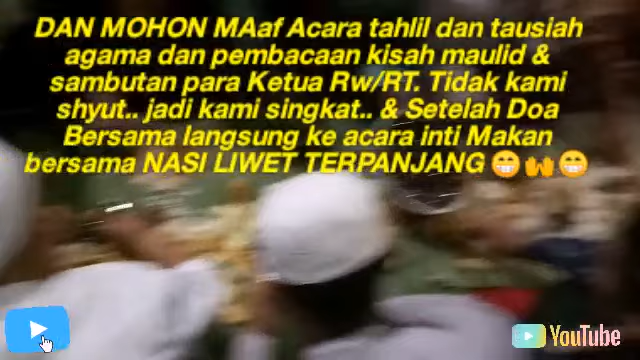 DAN MOHON MAaf Acara tahlil dan tausiah
agama dan pembacaan kisah maulid &
sambutan para Ketua Rw/RT. Tidak kami
shyut.. jadi kami singkat.. & Setelah Doa
Bersama langsung ke acara inti Makan
bersama NASI LIWET TERPANJANG 😁🙌😁
YouTube